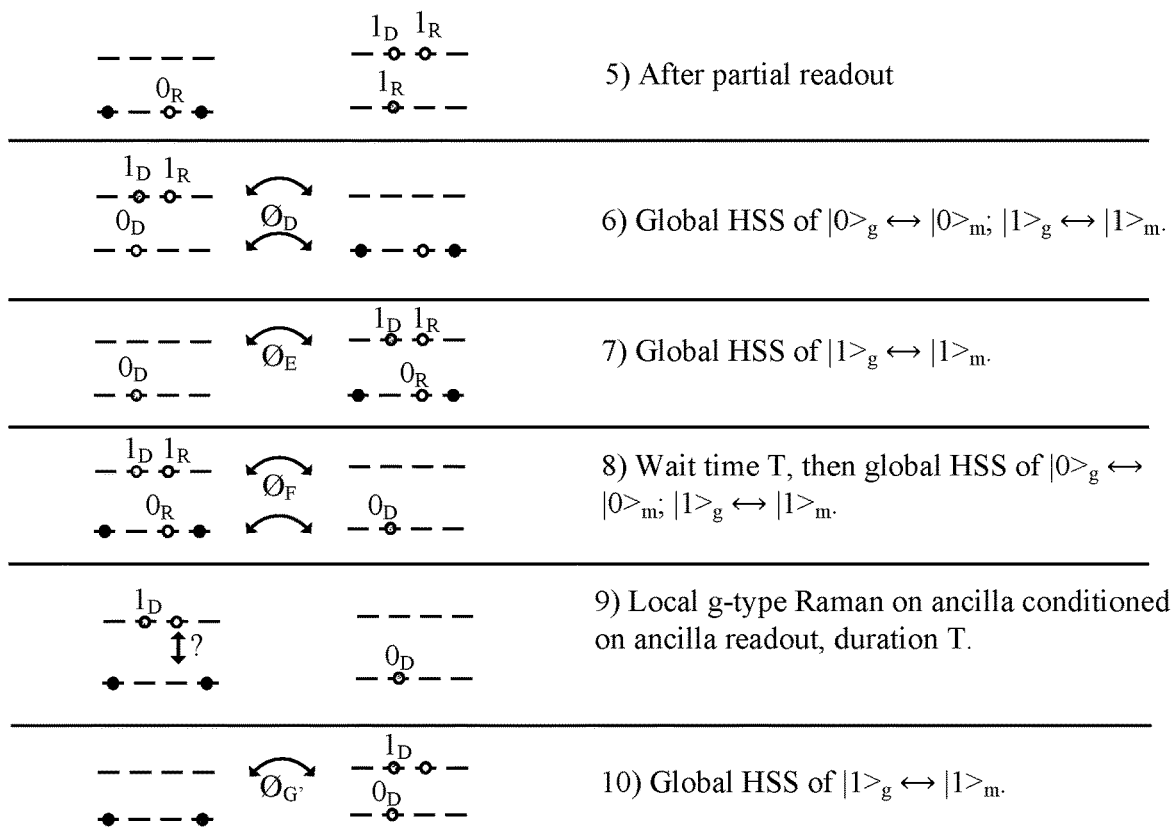 1D 1R
0R 1R 5) After partial readout
1D 1R
0D ØD 6) Global HSS of |0>g ↔ |0>m; |1>g ↔ |1>m.
1D 1R
ØE 7) Global HSS of |1>g ↔ |1>m.
0D 0R
1D 1R
ØF 8) Wait time T, then global HSS of |0>g ↔
0R 0D |0>m; |1>g ↔ |1>m.
1D 9) Local g-type Raman on ancilla conditioned
? 0D on ancilla readout, duration T.
1D
ØG' 0D 10) Global HSS of |1>g ↔ |1>m.